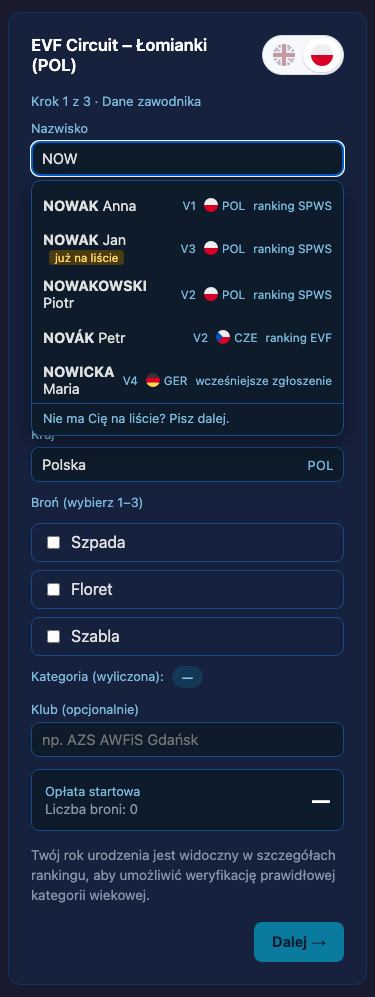 EVF Circuit – Łomianki
(POL)
Krok 1 z 3 · Dane zawodnika
Nazwisko
NOW
NOWAK Anna V1 POL ranking SPWS
NOWAK Jan V3 POL ranking SPWS
już na liście
NOWAKOWSKI
Piotr V2 POL ranking SPWS
NOVÁK Petr V2 CZE ranking EVF
NOWICKA
Maria V4 GER wcześniejsze zgłoszenie
Nie ma Cię na liście? Pisz dalej.
Kraj
Polska POL
Broń (wybierz 1–3)
Szpada
Floret
Szabla
Kategoria (wyliczona): —
Klub (opcjonalnie)
np. AZS AWFiS Gdańsk
Opłata startowa
Liczba broni: 0 —
Twój rok urodzenia jest widoczny w szczegółach
rankingu, aby umożliwić weryfikację prawidłowej
kategorii wiekowej.
Dalej →